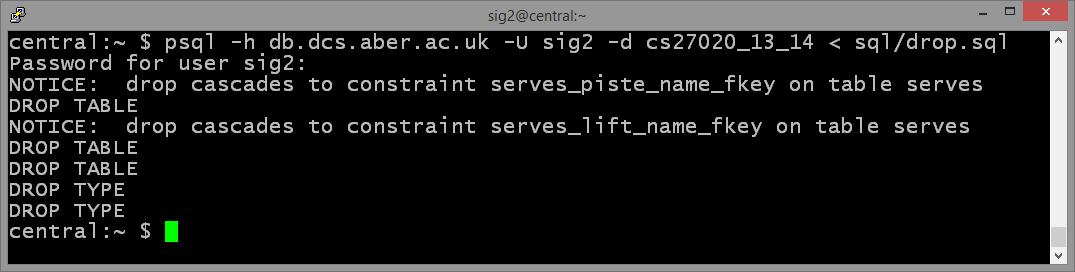 sig2@central:~
central:~ $ psql -h db.dcs.aber.ac.uk -U sig2 -d cs27020_13_14 < sql/drop.sql
Password for user sig2:
NOTICE:  drop cascades to constraint serves_piste_name_fkey on table serves
DROP TABLE
NOTICE:  drop cascades to constraint serves_lift_name_fkey on table serves
DROP TABLE
DROP TABLE
DROP TYPE
DROP TYPE
central:~ $